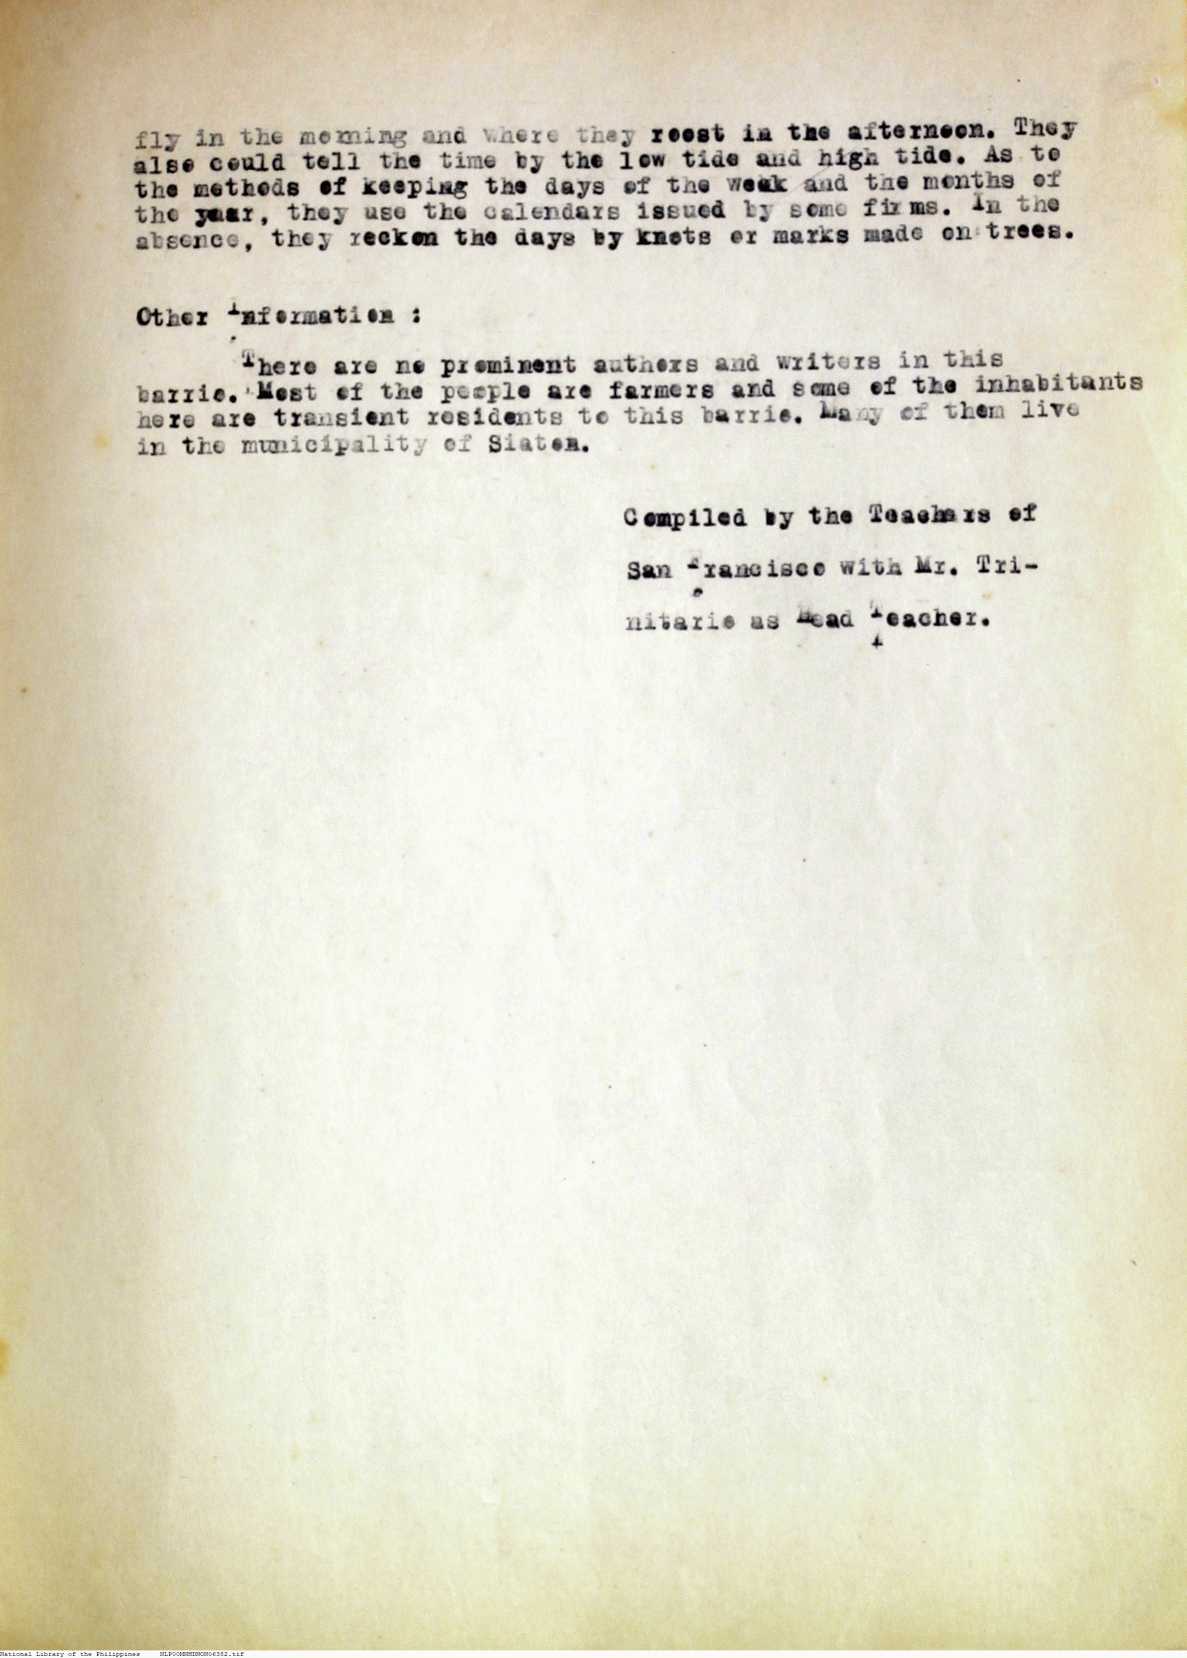 fly in the morning and where they roost in the afternoon. They
also could tell the time by the low tide and high tide. As to
the methods of keeping the days of the week and the months of
the year, they use the calendars issued by some firms. In the
absence, they reckon the days by knots or marks made on trees.
Other Information :
There are no prominent authors and writers in this
barrio. Most of the people are farmers and some of the inhabitants
here are transient residents to this barrio. Many of them live
in the municipality of Siaton.
Compiled by the Teachers of
San Francisco with Mr. Tri-
nitario as Head Teacher.
National Library of the Philippines